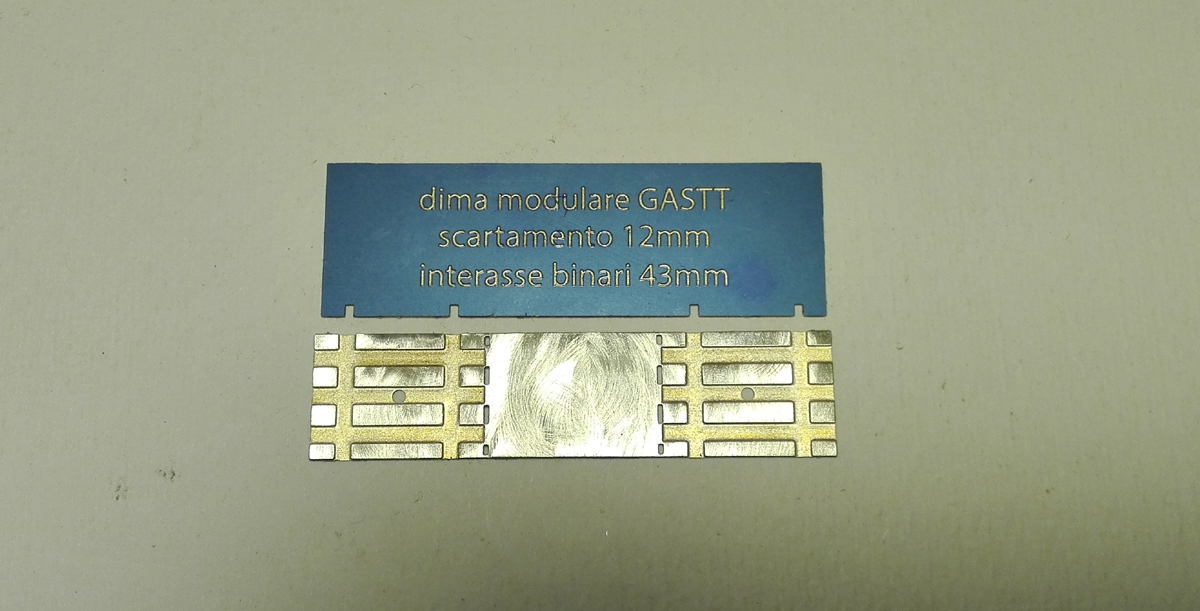 dima modulare GASTT
scartamento 12mm
interasse binari 43mm